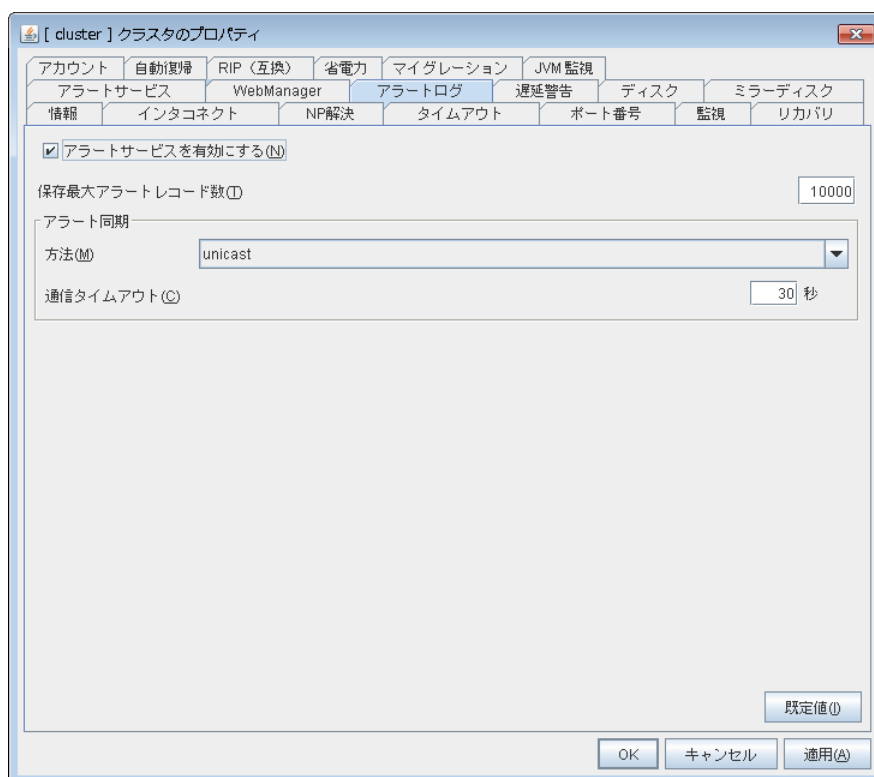 [ cluster ] クラスタのプロパティ
アカウント 自動復帰 RIP（互換） 省電力 マイグレーション JVM 監視
アラートサービス WebManager アラートログ 遅延警告 ディスク ミラーディスク
情報 インタコネクト NP解決 タイムアウト ポート番号 監視 リカバリ
アラートサービスを有効にする(N)
保存最大アラートレコード数(T) 10000
アラート同期
方法(M) unicast
通信タイムアウト(C) 30 秒
既定値(I)
OK キャンセル 適用(A)